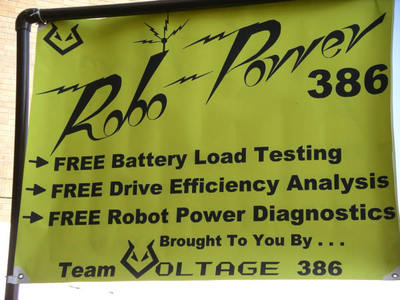 Robo Power
386
FREE Battery Load Testing
FREE Drive Efficiency Analysis
FREE Robot Power Diagnostics
Brought To You By . . .
Team VOLTAGE 386